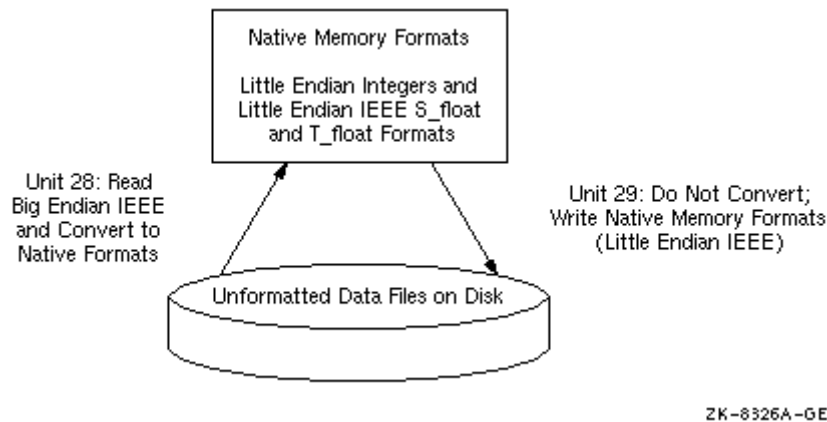 Native Memory Formats
Little Endian Integers and
Little Endian IEEE S_float
and T_float Formats
Unit 28: Read
Big Endian IEEE
and Convert to
Native Formats
Unit 29: Do Not Convert;
Write Native Memory Formats
(Little Endian IEEE)
Unformatted Data Files on Disk
ZK-8326A-GE